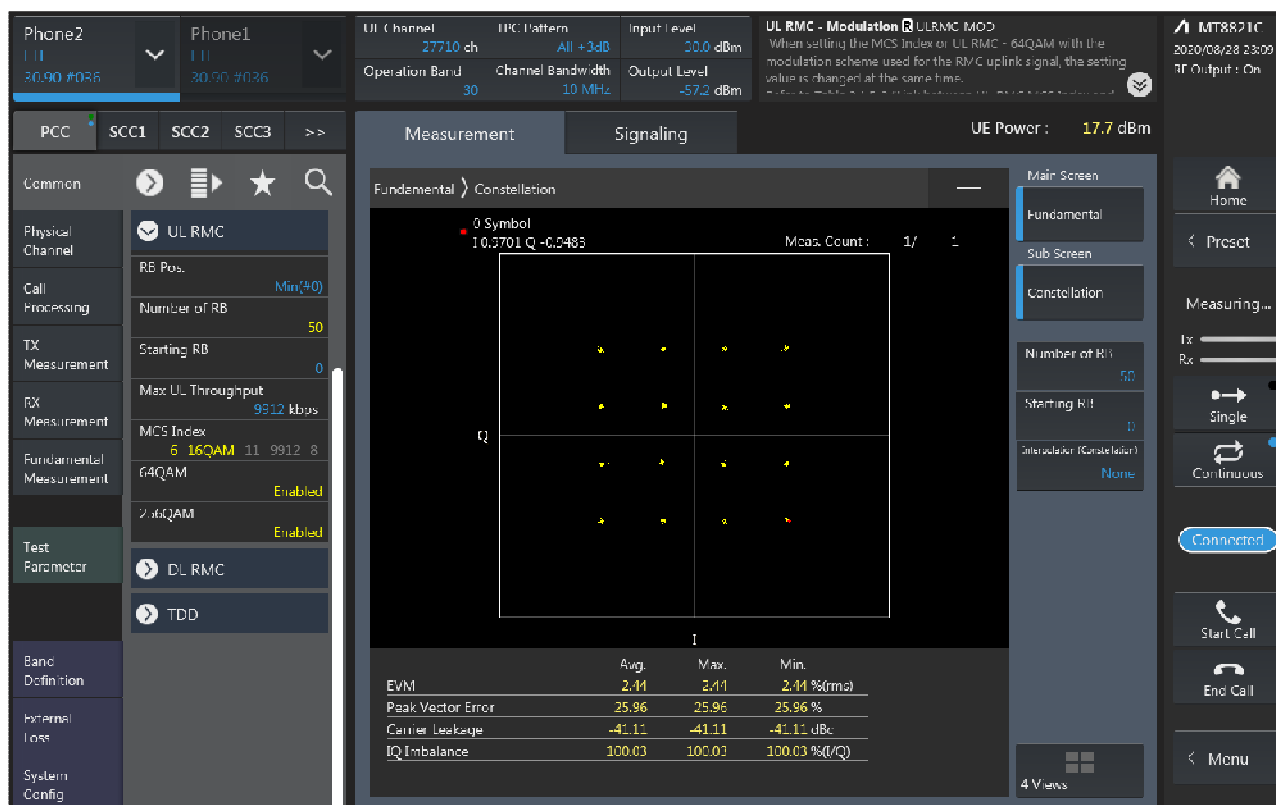 Phone2
30.90 #036
Phone1
30.90 #036
UL Channel
27710 ch
Operation Band
30
TPC Pattern
All +3dB
Channel Bandwidth
10 MHz
Input Level
30.0 dBm
Output Level
-57.2 dBm
UL RMC - Modulation R ULRMC_MOD
When setting the MCS Index or UL RMC - 64QAM with the
modulation scheme used for the RMC uplink signal, the setting
value is changed at the same time.
MT8821C
2020/08/28 23:09
RF Output : On
PCC SCC1 SCC2 SCC3 >>
Measurement
Signaling
UE Power : 17.7 dBm
Common
Physical
Channel
Call
Processing
TX
Measurement
RX
Measurement
Fundamental
Measurement
Test
Parameter
Band
Definition
External
Loss
System
Config
UL RMC
RB Pos.
Min(#0)
Number of RB
50
Starting RB
0
Max UL Throughput
9912 kbps
MCS Index
6 16QAM 11 9912 8
64QAM
Enabled
256QAM
Enabled
DL RMC
TDD
Fundamental > Constellation
0 Symbol
I 0.9701 Q -0.9483
Meas. Count : 1/ 1
Q
I
Avg. Max. Min.
EVM 2.44 2.44 2.44 %(rms)
Peak Vector Error 25.96 25.96 25.96 %
Carrier Leakage -41.11 -41.11 -41.11 dBc
IQ Imbalance 100.03 100.03 100.03 %(I/Q)
Main Screen
Fundamental
Sub Screen
Constellation
Number of RB
50
Starting RB
0
Interpolation (Constellation)
None
4 Views
Home
< Preset
Measuring...
Tx
Rx
Single
Continuous
Connected
Start Call
End Call
< Menu